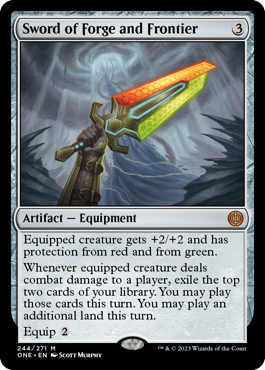 Sword of Forge and Frontier 3
Artifact — Equipment
Equipped creature gets +2/+2 and has
protection from red and from green.
Whenever equipped creature deals
combat damage to a player, exile the top
two cards of your library. You may play
those cards this turn. You may play an
additional land this turn.
Equip 2
244/271 M
ONE • EN SCOTT MURPHY
™ & © 2023 Wizards of the Coast